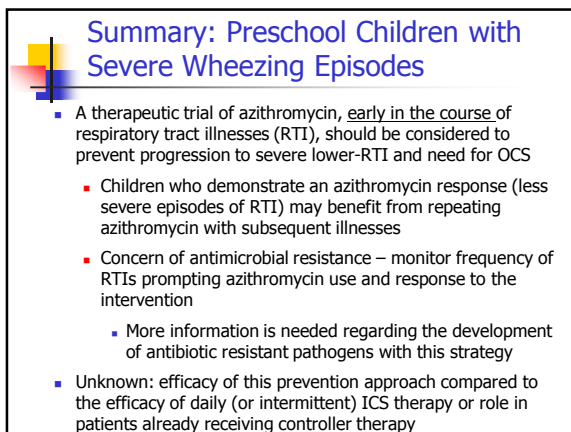 Summary: Preschool Children with
Severe Wheezing Episodes
▪ A therapeutic trial of azithromycin, early in the course of
respiratory tract illnesses (RTI), should be considered to
prevent progression to severe lower-RTI and need for OCS
▪ Children who demonstrate an azithromycin response (less
severe episodes of RTI) may benefit from repeating
azithromycin with subsequent illnesses
▪ Concern of antimicrobial resistance – monitor frequency of
RTIs prompting azithromycin use and response to the
intervention
▪ More information is needed regarding the development
of antibiotic resistant pathogens with this strategy
▪ Unknown: efficacy of this prevention approach compared to
the efficacy of daily (or intermittent) ICS therapy or role in
patients already receiving controller therapy